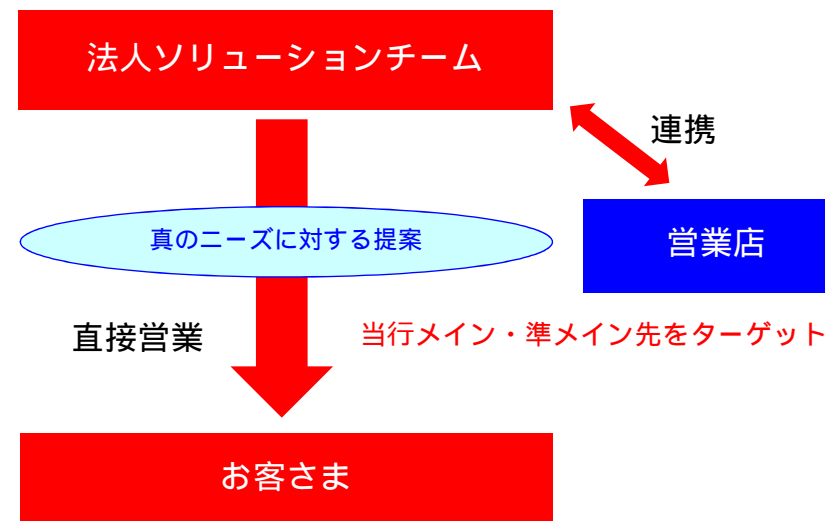 法人ソリューションチーム
連携
真のニーズに対する提案
営業店
直接営業
当行メイン・準メイン先をターゲット
お客さま